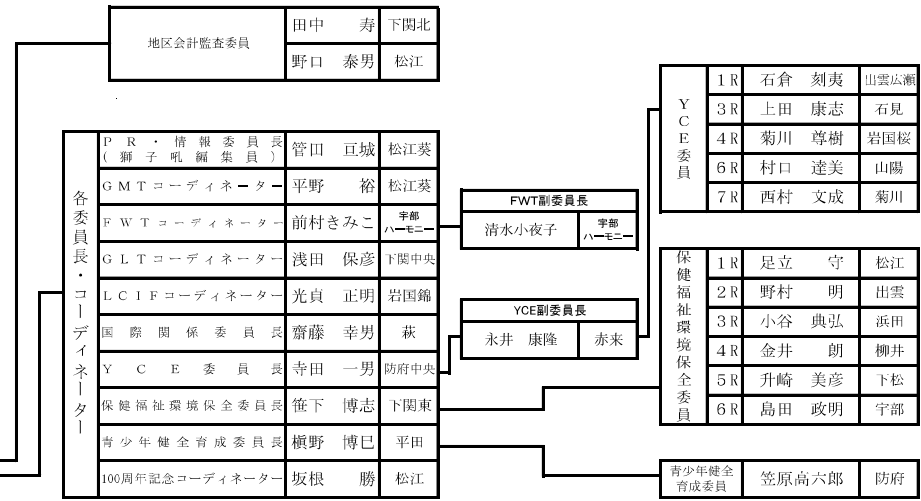 地区会計監査委員
田中 寿 下関北
野口 泰男 松江
各委員長・コーディネーター
PR・情報委員長
(獅子吼編集員)
菅田 亘城 松江葵
GMTコーディネーター 平野 裕 松江葵
FWTコーディネーター 前村きみこ 宇部
ハーモニー
GLTコーディネーター 浅田 保彦 下関中央
LCIFコーディネーター 光貞 正明 岩国錦
国際関係委員長 齋藤 幸男 萩
YCE委員長 寺田 一男 防府中央
保健福祉環境保全委員長 笹下 博志 下関東
青少年健全育成委員長 槇野 博巳 平田
100周年記念コーディネーター 坂根 勝 松江
FWT副委員長
清水小夜子 宇部
ハーモニー
YCE副委員長
永井 康隆 赤来
YCE委員
1R 石倉 刻夷 出雲広瀬
3R 上田 康志 石見
4R 菊川 尊樹 岩国桜
6R 村口 達美 山陽
7R 西村 文成 菊川
保健福祉環境保全委員
1R 足立 守 松江
2R 野村 明 出雲
3R 小谷 典弘 浜田
4R 金井 朗 柳井
5R 升崎 美彦 下松
6R 島田 政明 宇部
青少年健全
育成委員
笠原高六郎 防府